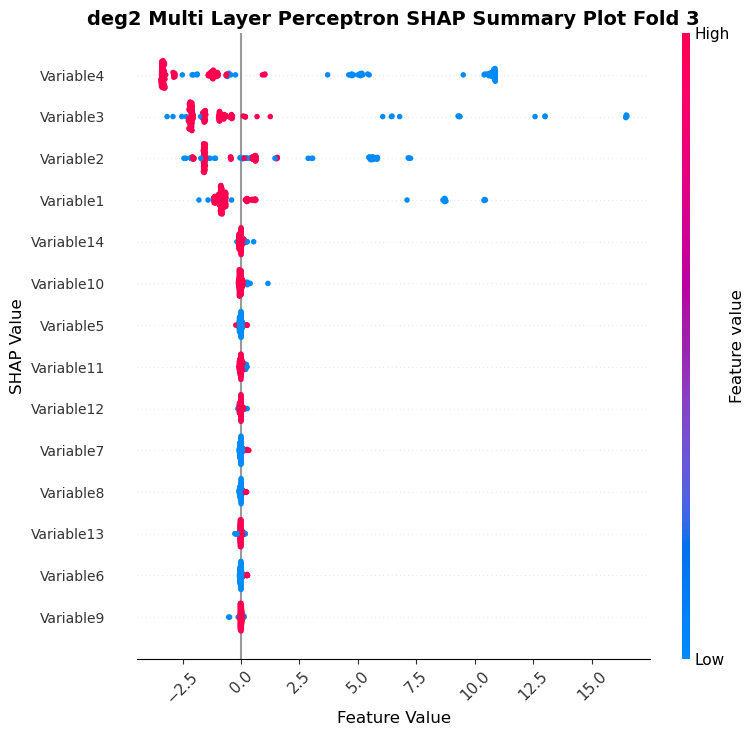 deg2 Multi Layer Perceptron SHAP Summary Plot Fold 3
High
Variable4
Variable3
Variable2
Variable1
Variable14
Variable10
Variable5
Variable11
Variable12
Variable7
Variable8
Variable13
Variable6
Variable9
SHAP Value
Feature value
Low
−2.5
0.0
2.5
5.0
7.5
10.0
12.5
15.0
Feature Value